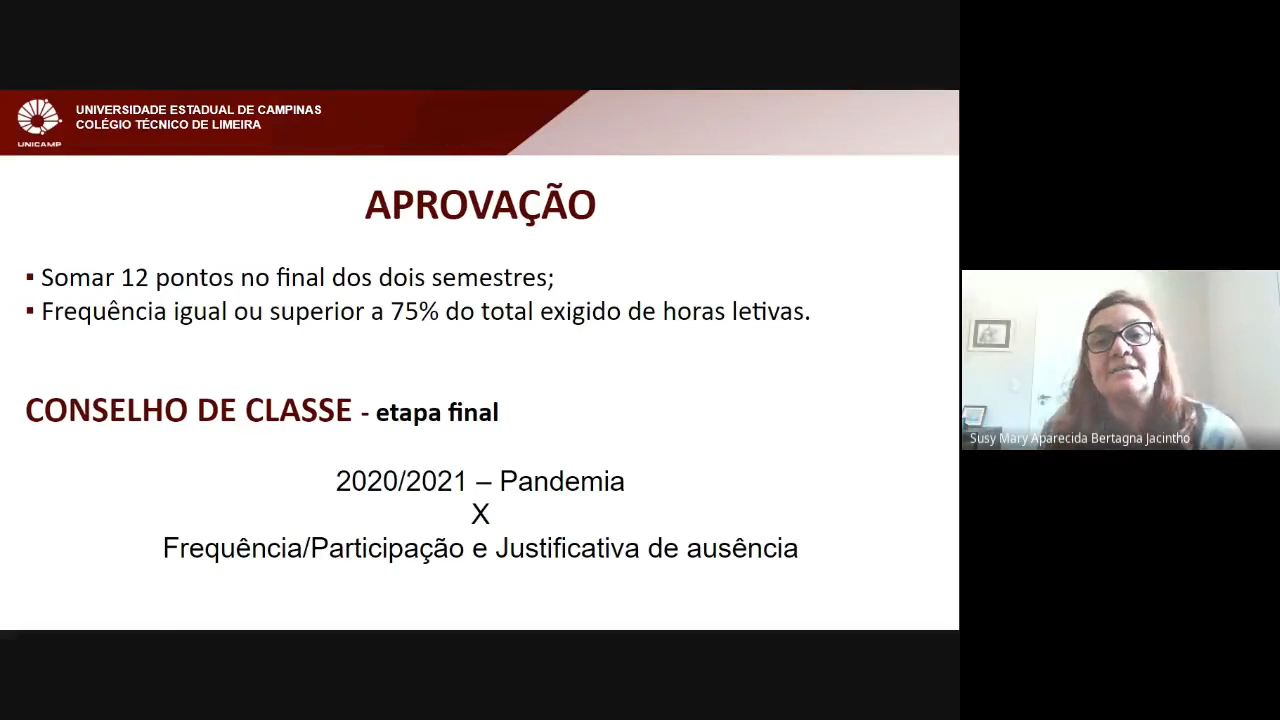 UNIVERSIDADE ESTADUAL DE CAMPINAS
COLÉGIO TÉCNICO DE LIMEIRA
UNICAMP
APROVAÇÃO
▪ Somar 12 pontos no final dos dois semestres;
▪ Frequência igual ou superior a 75% do total exigido de horas letivas.
CONSELHO DE CLASSE - etapa final
2020/2021 – Pandemia
X
Frequência/Participação e Justificativa de ausência
Susy Mary Aparecida Bertagna Jacintho